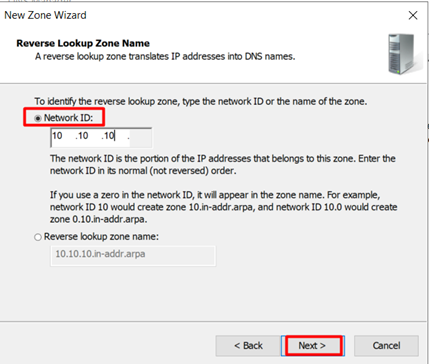 New Zone Wizard
Reverse Lookup Zone Name
A reverse lookup zone translates IP addresses into DNS names.
To identify the reverse lookup zone, type the network ID or the name of the zone.
Network ID:
10 .10 .10 .
The network ID is the portion of the IP addresses that belongs to this zone. Enter the
network ID in its normal (not reversed) order.
If you use a zero in the network ID, it will appear in the zone name. For example,
network ID 10 would create zone 10.in-addr.arpa, and network ID 10.0 would create
zone 0.10.in-addr.arpa.
Reverse lookup zone name:
10.10.10.in-addr.arpa
< Back Next > Cancel